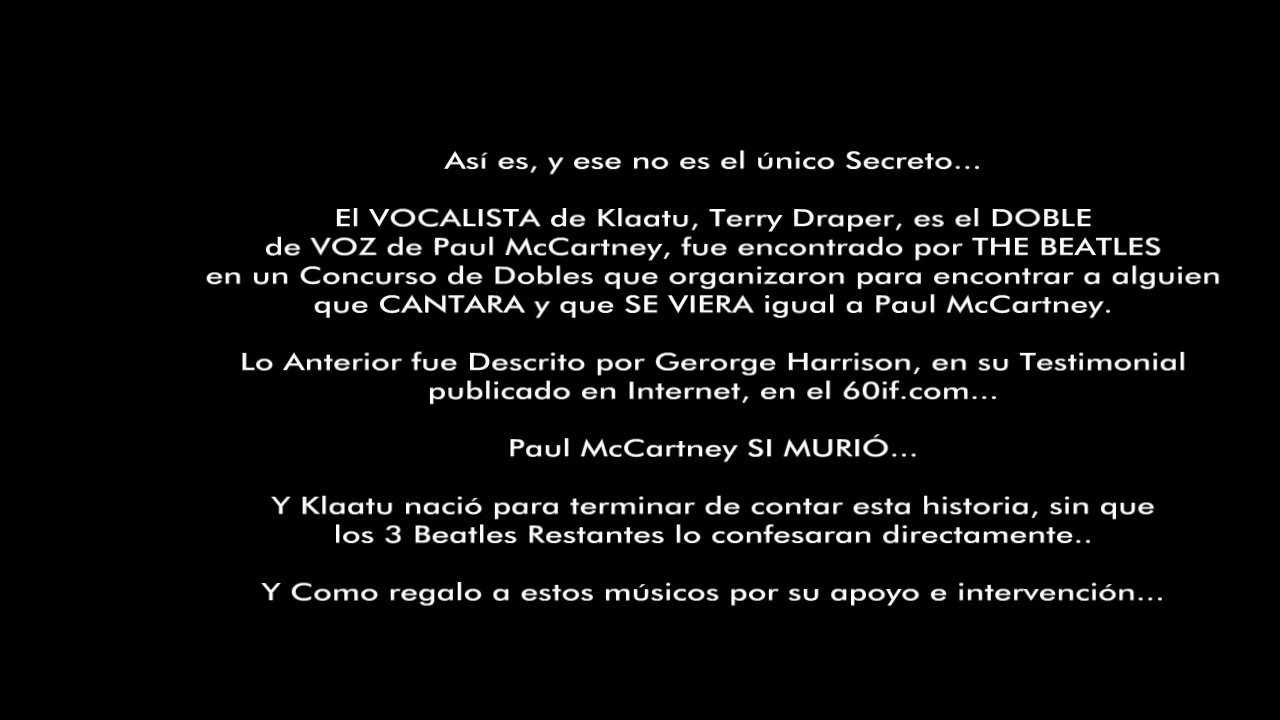 Así es, y ese no es el único Secreto...
El VOCALISTA de Klaatu, Terry Draper, es el DOBLE
de VOZ de Paul McCartney, fue encontrado por THE BEATLES
en un Concurso de Dobles que organizaron para encontrar a alguien
que CANTARA y que SE VIERA igual a Paul McCartney.
Lo Anterior fue Descrito por Gerorge Harrison, en su Testimonial
publicado en Internet, en el 60if.com...
Paul McCartney SI MURIÓ...
Y Klaatu nació para terminar de contar esta historia, sin que
los 3 Beatles Restantes lo confesaran directamente..
Y Como regalo a estos músicos por su apoyo e intervención...